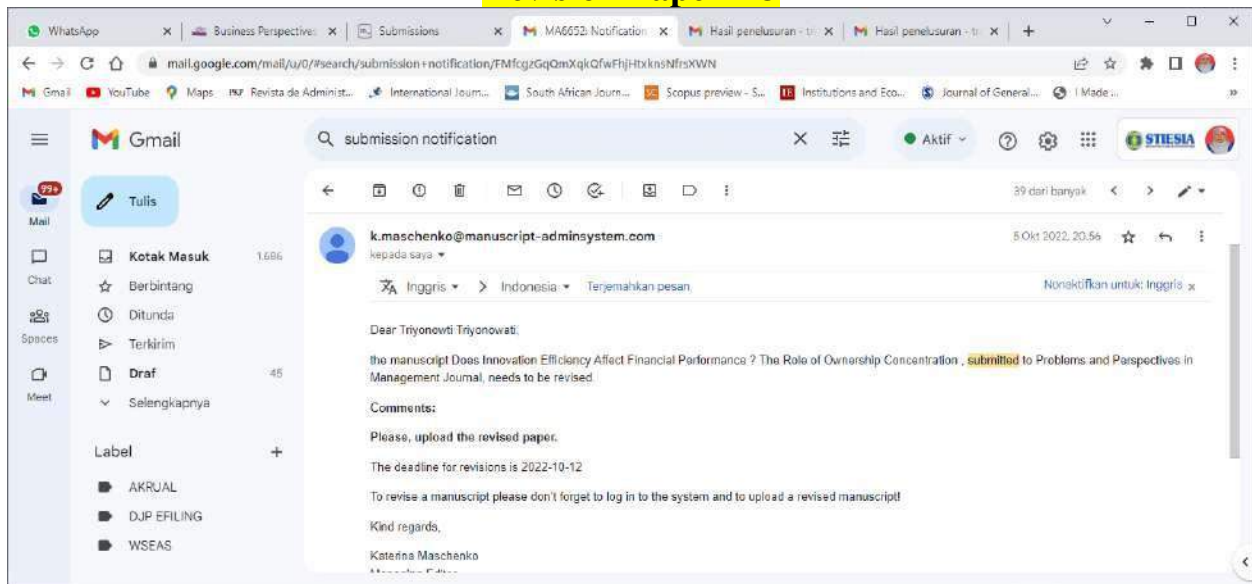 WhatsApp
Business Perspective
Submissions
MA6652: Notification
Hasil penelusuran - t
Hasil penelusuran - t
mail.google.com/mail/u/0/#search/submission+notification/FMfcgzGqQmXqkQfwFhjHtxknsNfrsXWN
Gmail
YouTube
Maps
Revista de Administ...
International Journ...
South African Journ...
Scopus preview - S...
Institutions and Eco...
Journal of General...
I Made ...
Gmail
submission notification
Aktif
STIESIA
99+
Mail
Chat
Spaces
Meet
Tulis
Kotak Masuk 1.686
Berbintang
Ditunda
Terkirim
Draf 45
Selengkapnya
Label
AKRUAL
DJP EFILING
WSEAS
39 dari banyak
k.maschenko@manuscript-adminsystem.com
5 Okt 2022, 20.56
kepada saya
Inggris > Indonesia Terjemahkan pesan
Nonaktifkan untuk: Inggris x
Dear Triyonowti Triyonowati,
the manuscript Does Innovation Efficiency Affect Financial Performance ? The Role of Ownership Concentration , submitted to Problems and Perspectives in
Management Journal, needs to be revised.
Comments:
Please, upload the revised paper.
The deadline for revisions is 2022-10-12
To revise a manuscript please don't forget to log in to the system and to upload a revised manuscript!
Kind regards,
Katerina Maschenko